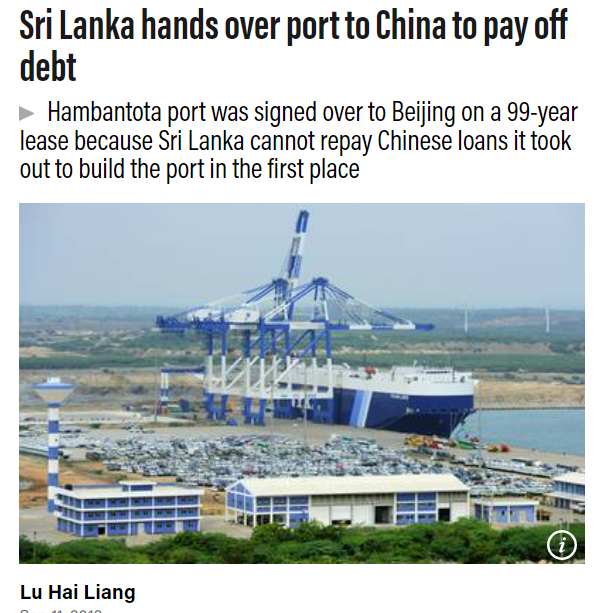 Sri Lanka hands over port to China to pay off
debt
Hambantota port was signed over to Beijing on a 99-year
lease because Sri Lanka cannot repay Chinese loans it took
out to build the port in the first place
i
Lu Hai Liang